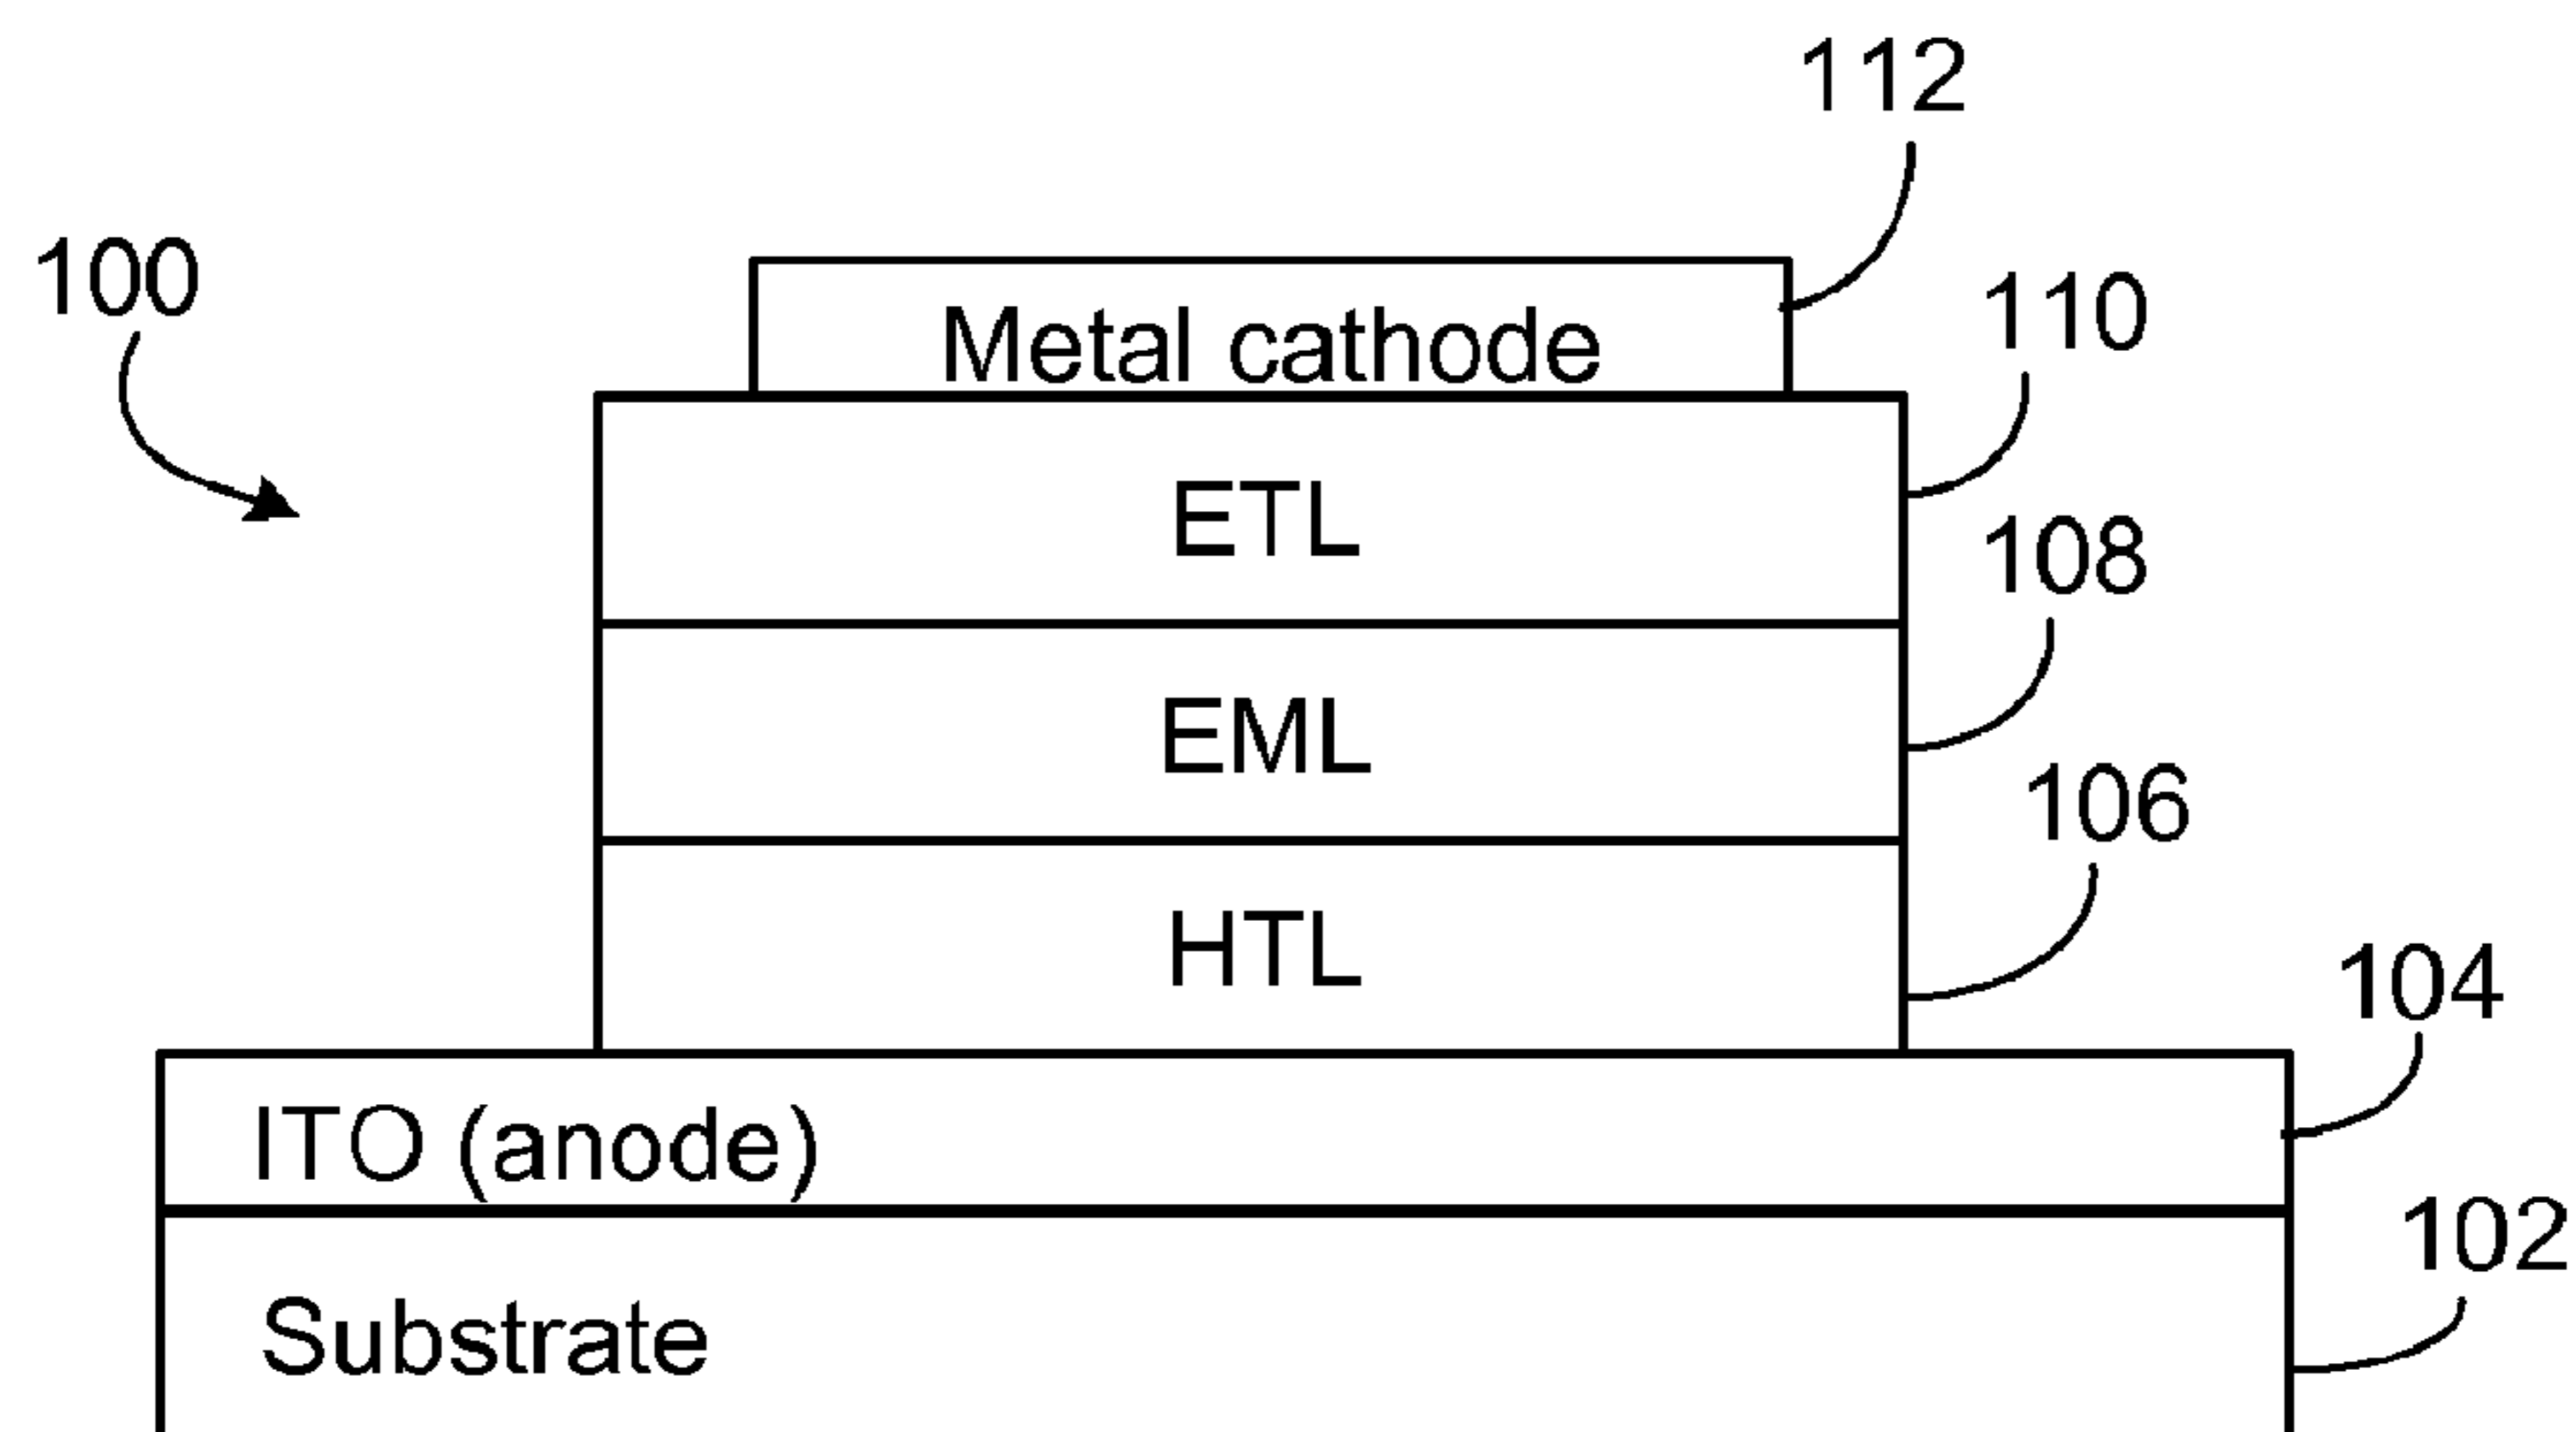 112
100
110
Metal cathode
ETL
108
EML
106
HTL
104
ITO (anode)
102
Substrate